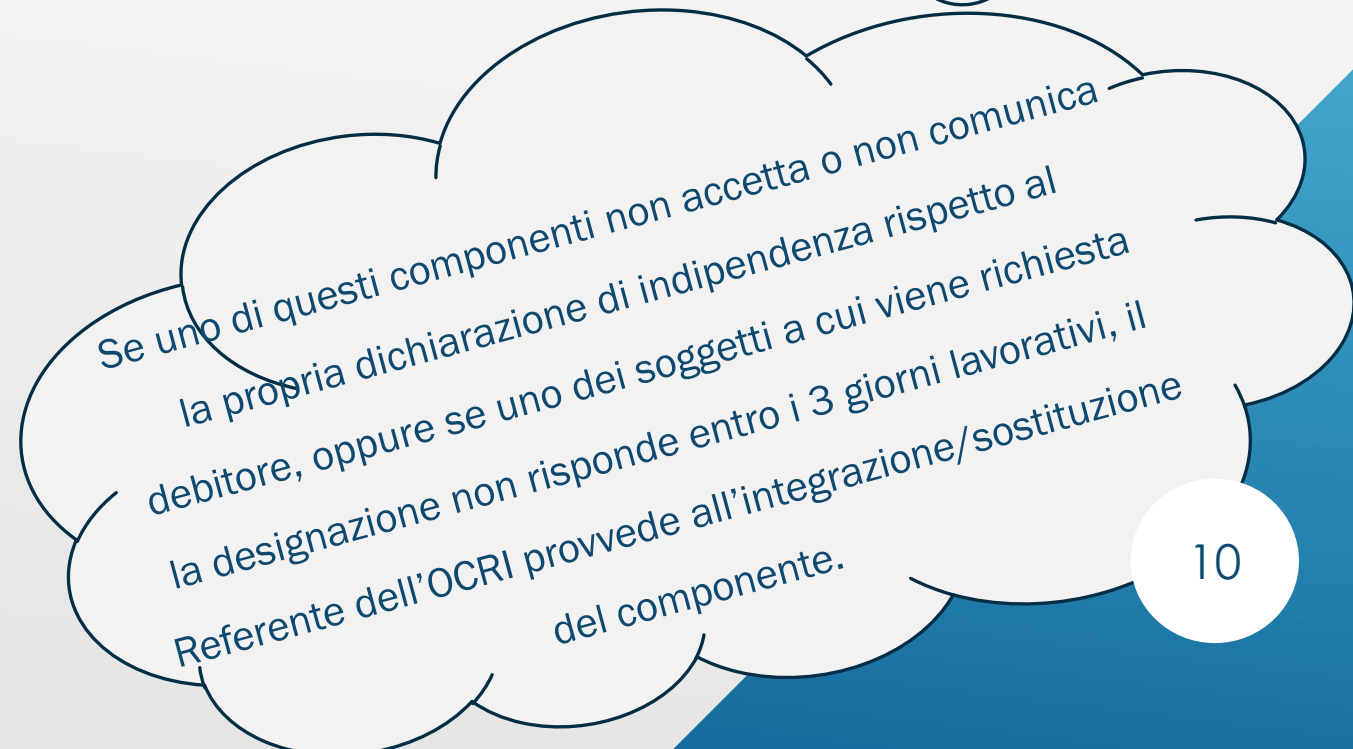 Se uno di questi componenti non accetta o non comunica
la propria dichiarazione di indipendenza rispetto al
debitore, oppure se uno dei soggetti a cui viene richiesta
la designazione non risponde entro i 3 giorni lavorativi, il
Referente dell’OCRI provvede all’integrazione/sostituzione
del componente.
10